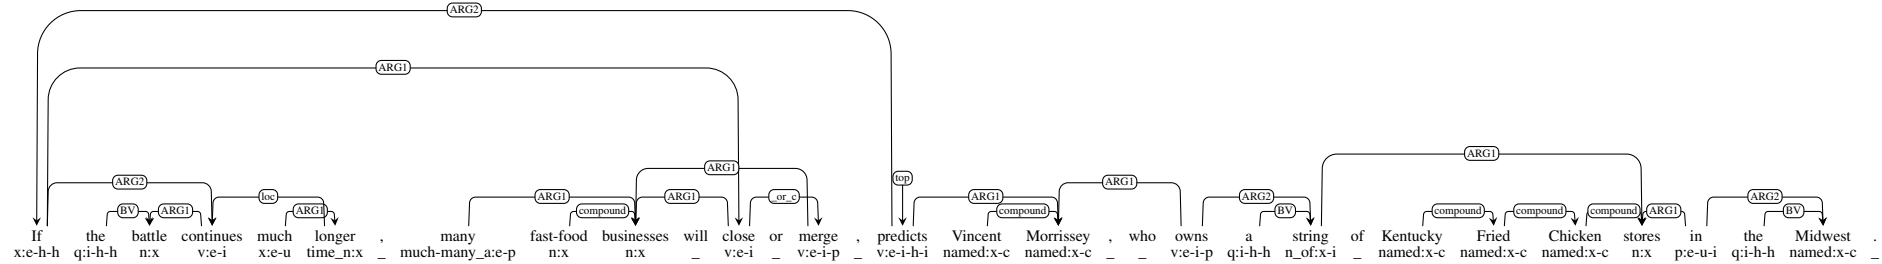 ARG2
ARG1
ARG1
ARG1
top
ARG2 loc ARG1 ARG1 _or_c ARG1 ARG1 ARG2 ARG2
BV ARG1 ARG1 compound compound BV compound compound compound ARG1 BV
If the battle continues much longer , many fast-food businesses will close or merge , predicts Vincent Morrissey , who owns a string of Kentucky Fried Chicken stores in the Midwest .
x:e-h-h q:i-h-h n:x v:e-i x:e-u time_n:x _ much-many_a:e-p n:x n:x _ v:e-i _ v:e-i-p _ v:e-i-h-i named:x-c named:x-c _ _ v:e-i-p q:i-h-h n_of:x-i _ named:x-c named:x-c named:x-c n:x p:e-u-i q:i-h-h named:x-c _